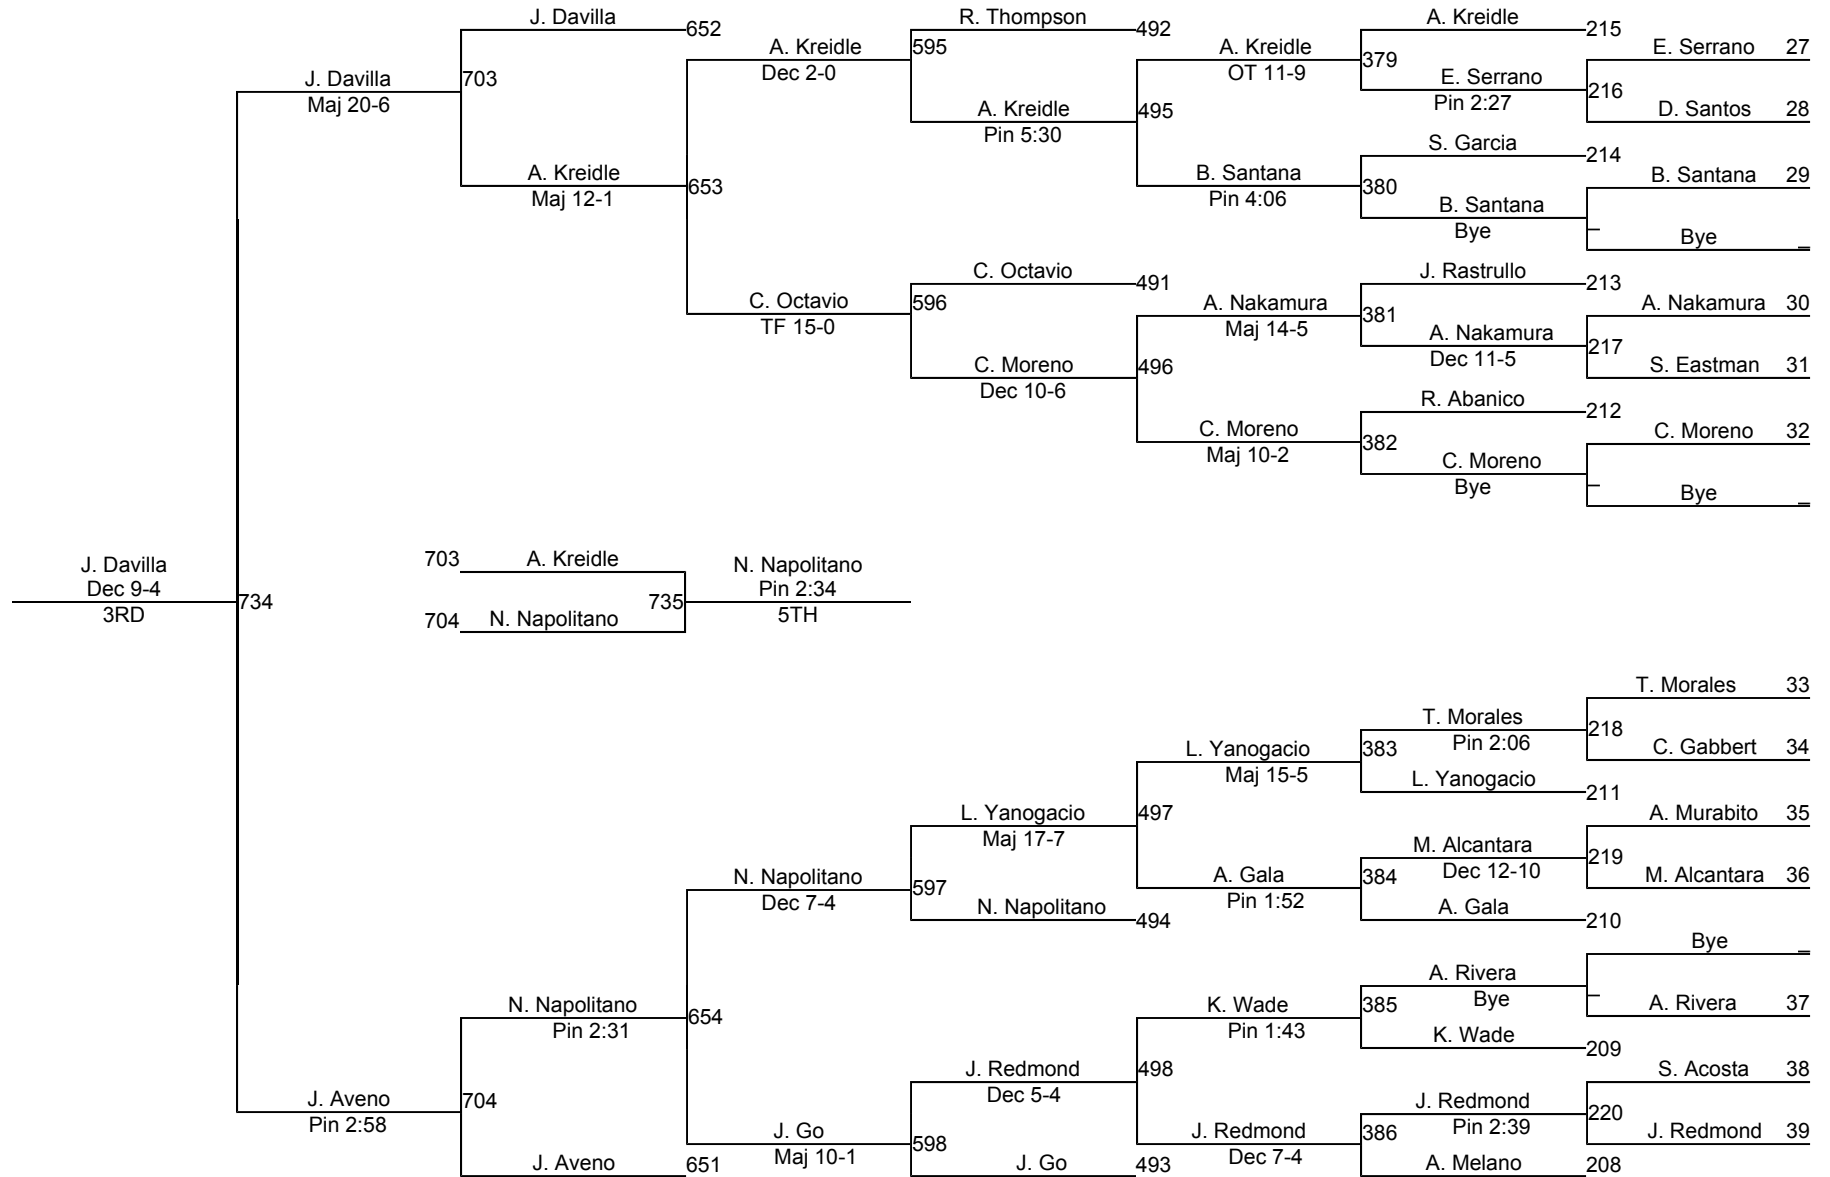 J. Davilla
652
R. Thompson
492
A. Kreidle
215
E. Serrano 27
A. Kreidle
Dec 2-0
595
A. Kreidle
OT 11-9
379
E. Serrano
Pin 2:27
216
D. Santos 28
J. Davilla
Maj 20-6
703
A. Kreidle
Pin 5:30
495
S. Garcia
214
B. Santana 29
A. Kreidle
Maj 12-1
653
B. Santana
Pin 4:06
380
B. Santana
Bye
_
Bye _
C. Octavio
491
J. Rastrullo
213
A. Nakamura 30
C. Octavio
TF 15-0
596
A. Nakamura
Maj 14-5
381
A. Nakamura
Dec 11-5
217
S. Eastman 31
C. Moreno
Dec 10-6
496
R. Abanico
212
C. Moreno 32
C. Moreno
Maj 10-2
382
C. Moreno
Bye
_
Bye _
J. Davilla
Dec 9-4
3RD
734
703 A. Kreidle
704 N. Napolitano
735
N. Napolitano
Pin 2:34
5TH
T. Morales 33
T. Morales
Pin 2:06
218
C. Gabbert 34
L. Yanogacio
Maj 15-5
383
L. Yanogacio
211
A. Murabito 35
L. Yanogacio
Maj 17-7
497
M. Alcantara
Dec 12-10
219
M. Alcantara 36
N. Napolitano
Dec 7-4
597
A. Gala
Pin 1:52
384
A. Gala
210
N. Napolitano
494
Bye _
A. Rivera
Bye
_
A. Rivera 37
N. Napolitano
Pin 2:31
654
K. Wade
Pin 1:43
385
K. Wade
209
J. Redmond
Dec 5-4
498
S. Acosta 38
J. Aveno
Pin 2:58
704
J. Redmond
Pin 2:39
220
J. Redmond 39
J. Go
Maj 10-1
598
J. Redmond
Dec 7-4
386
J. Aveno
651
J. Go
493
A. Melano
208